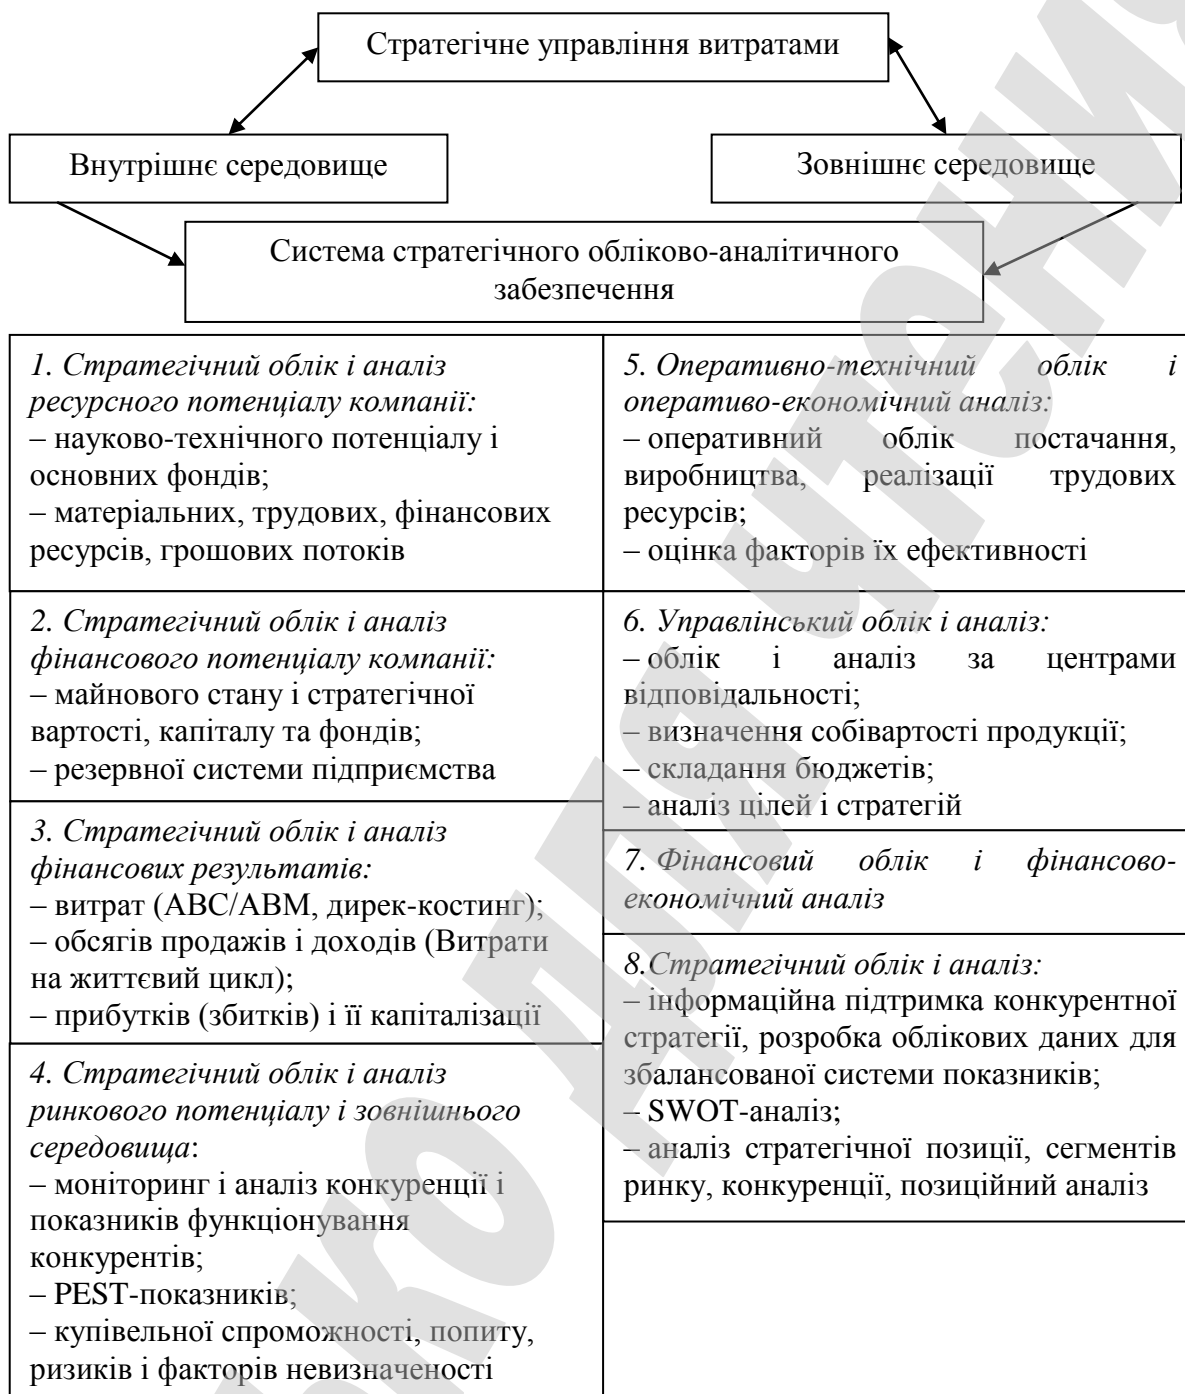 Стратегічне управління витратами
Внутрішнє середовище
Зовнішнє середовище
Система стратегічного обліково-аналітичного
забезпечення
1. Стратегічний облік і аналіз
ресурсного потенціалу компанії:
– науково-технічного потенціалу і
основних фондів;
– матеріальних, трудових, фінансових
ресурсів, грошових потоків
2. Стратегічний облік і аналіз
фінансового потенціалу компанії:
– майнового стану і стратегічної
вартості, капіталу та фондів;
– резервної системи підприємства
3. Стратегічний облік і аналіз
фінансових результатів:
– витрат (АВС/АВМ, дирек-костинг);
– обсягів продажів і доходів (Витрати
на життєвий цикл);
– прибутків (збитків) і її капіталізації
4. Стратегічний облік і аналіз
ринкового потенціалу і зовнішнього
середовища:
– моніторинг і аналіз конкуренції і
показників функціонування
конкурентів;
– PEST-показників;
– купівельної спроможності, попиту,
ризиків і факторів невизначеності
5. Оперативно-технічний облік і
оперативо-економічний аналіз:
– оперативний облік постачання,
виробництва, реалізації трудових
ресурсів;
– оцінка факторів їх ефективності
6. Управлінський облік і аналіз:
– облік і аналіз за центрами
відповідальності;
– визначення собівартості продукції;
– складання бюджетів;
– аналіз цілей і стратегій
7. Фінансовий облік і фінансово-
економічний аналіз
8.Стратегічний облік і аналіз:
– інформаційна підтримка конкурентної
стратегії, розробка облікових даних для
збалансованої системи показників;
– SWOT-аналіз;
– аналіз стратегічної позиції, сегментів
ринку, конкуренції, позиційний аналіз
для чтения